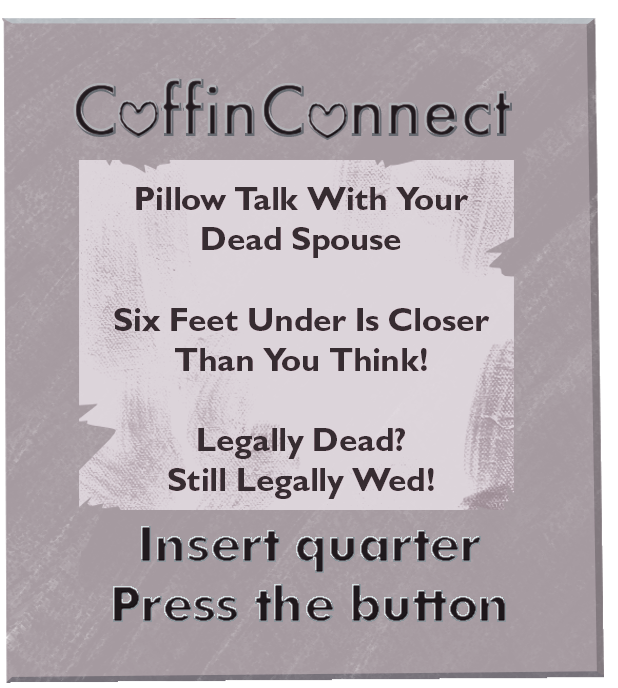 CoffinConnect
Pillow Talk With Your
Dead Spouse
Six Feet Under Is Closer
Than You Think!
Legally Dead?
Still Legally Wed!
Insert quarter
Press the button